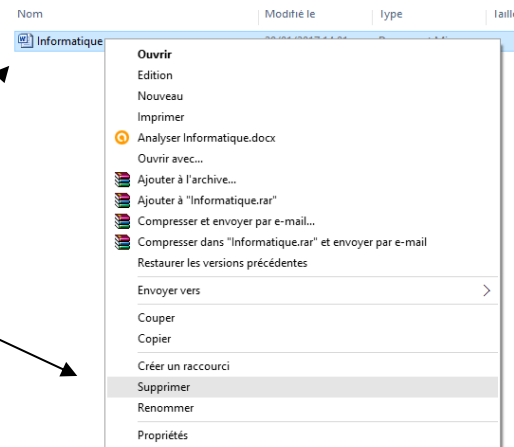 Nom Modifié le Type Taille
Informatique
Ouvrir
Edition
Nouveau
Imprimer
Analyser Informatique.docx
Ouvrir avec...
Ajouter à l'archive...
Ajouter à "Informatique.rar"
Compresser et envoyer par e-mail...
Compresser dans "Informatique.rar" et envoyer par e-mail
Restaurer les versions précédentes
Envoyer vers
Couper
Copier
Créer un raccourci
Supprimer
Renommer
Propriétés